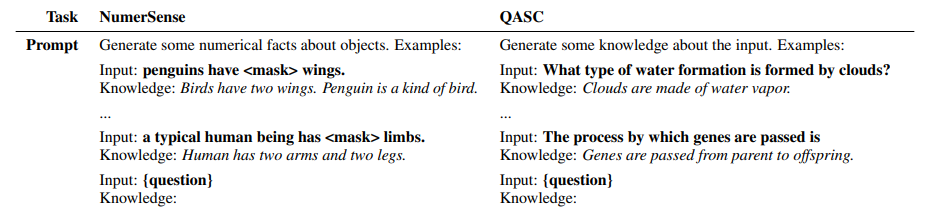 Task NumerSense QASC
Prompt Generate some numerical facts about objects. Examples: Generate some knowledge about the input. Examples:
Input: penguins have <mask> wings. Input: What type of water formation is formed by clouds?
Knowledge: Birds have two wings. Penguin is a kind of bird. Knowledge: Clouds are made of water vapor.
... ...
Input: a typical human being has <mask> limbs. Input: The process by which genes are passed is
Knowledge: Human has two arms and two legs. Knowledge: Genes are passed from parent to offspring.
Input: {question} Input: {question}
Knowledge: Knowledge: